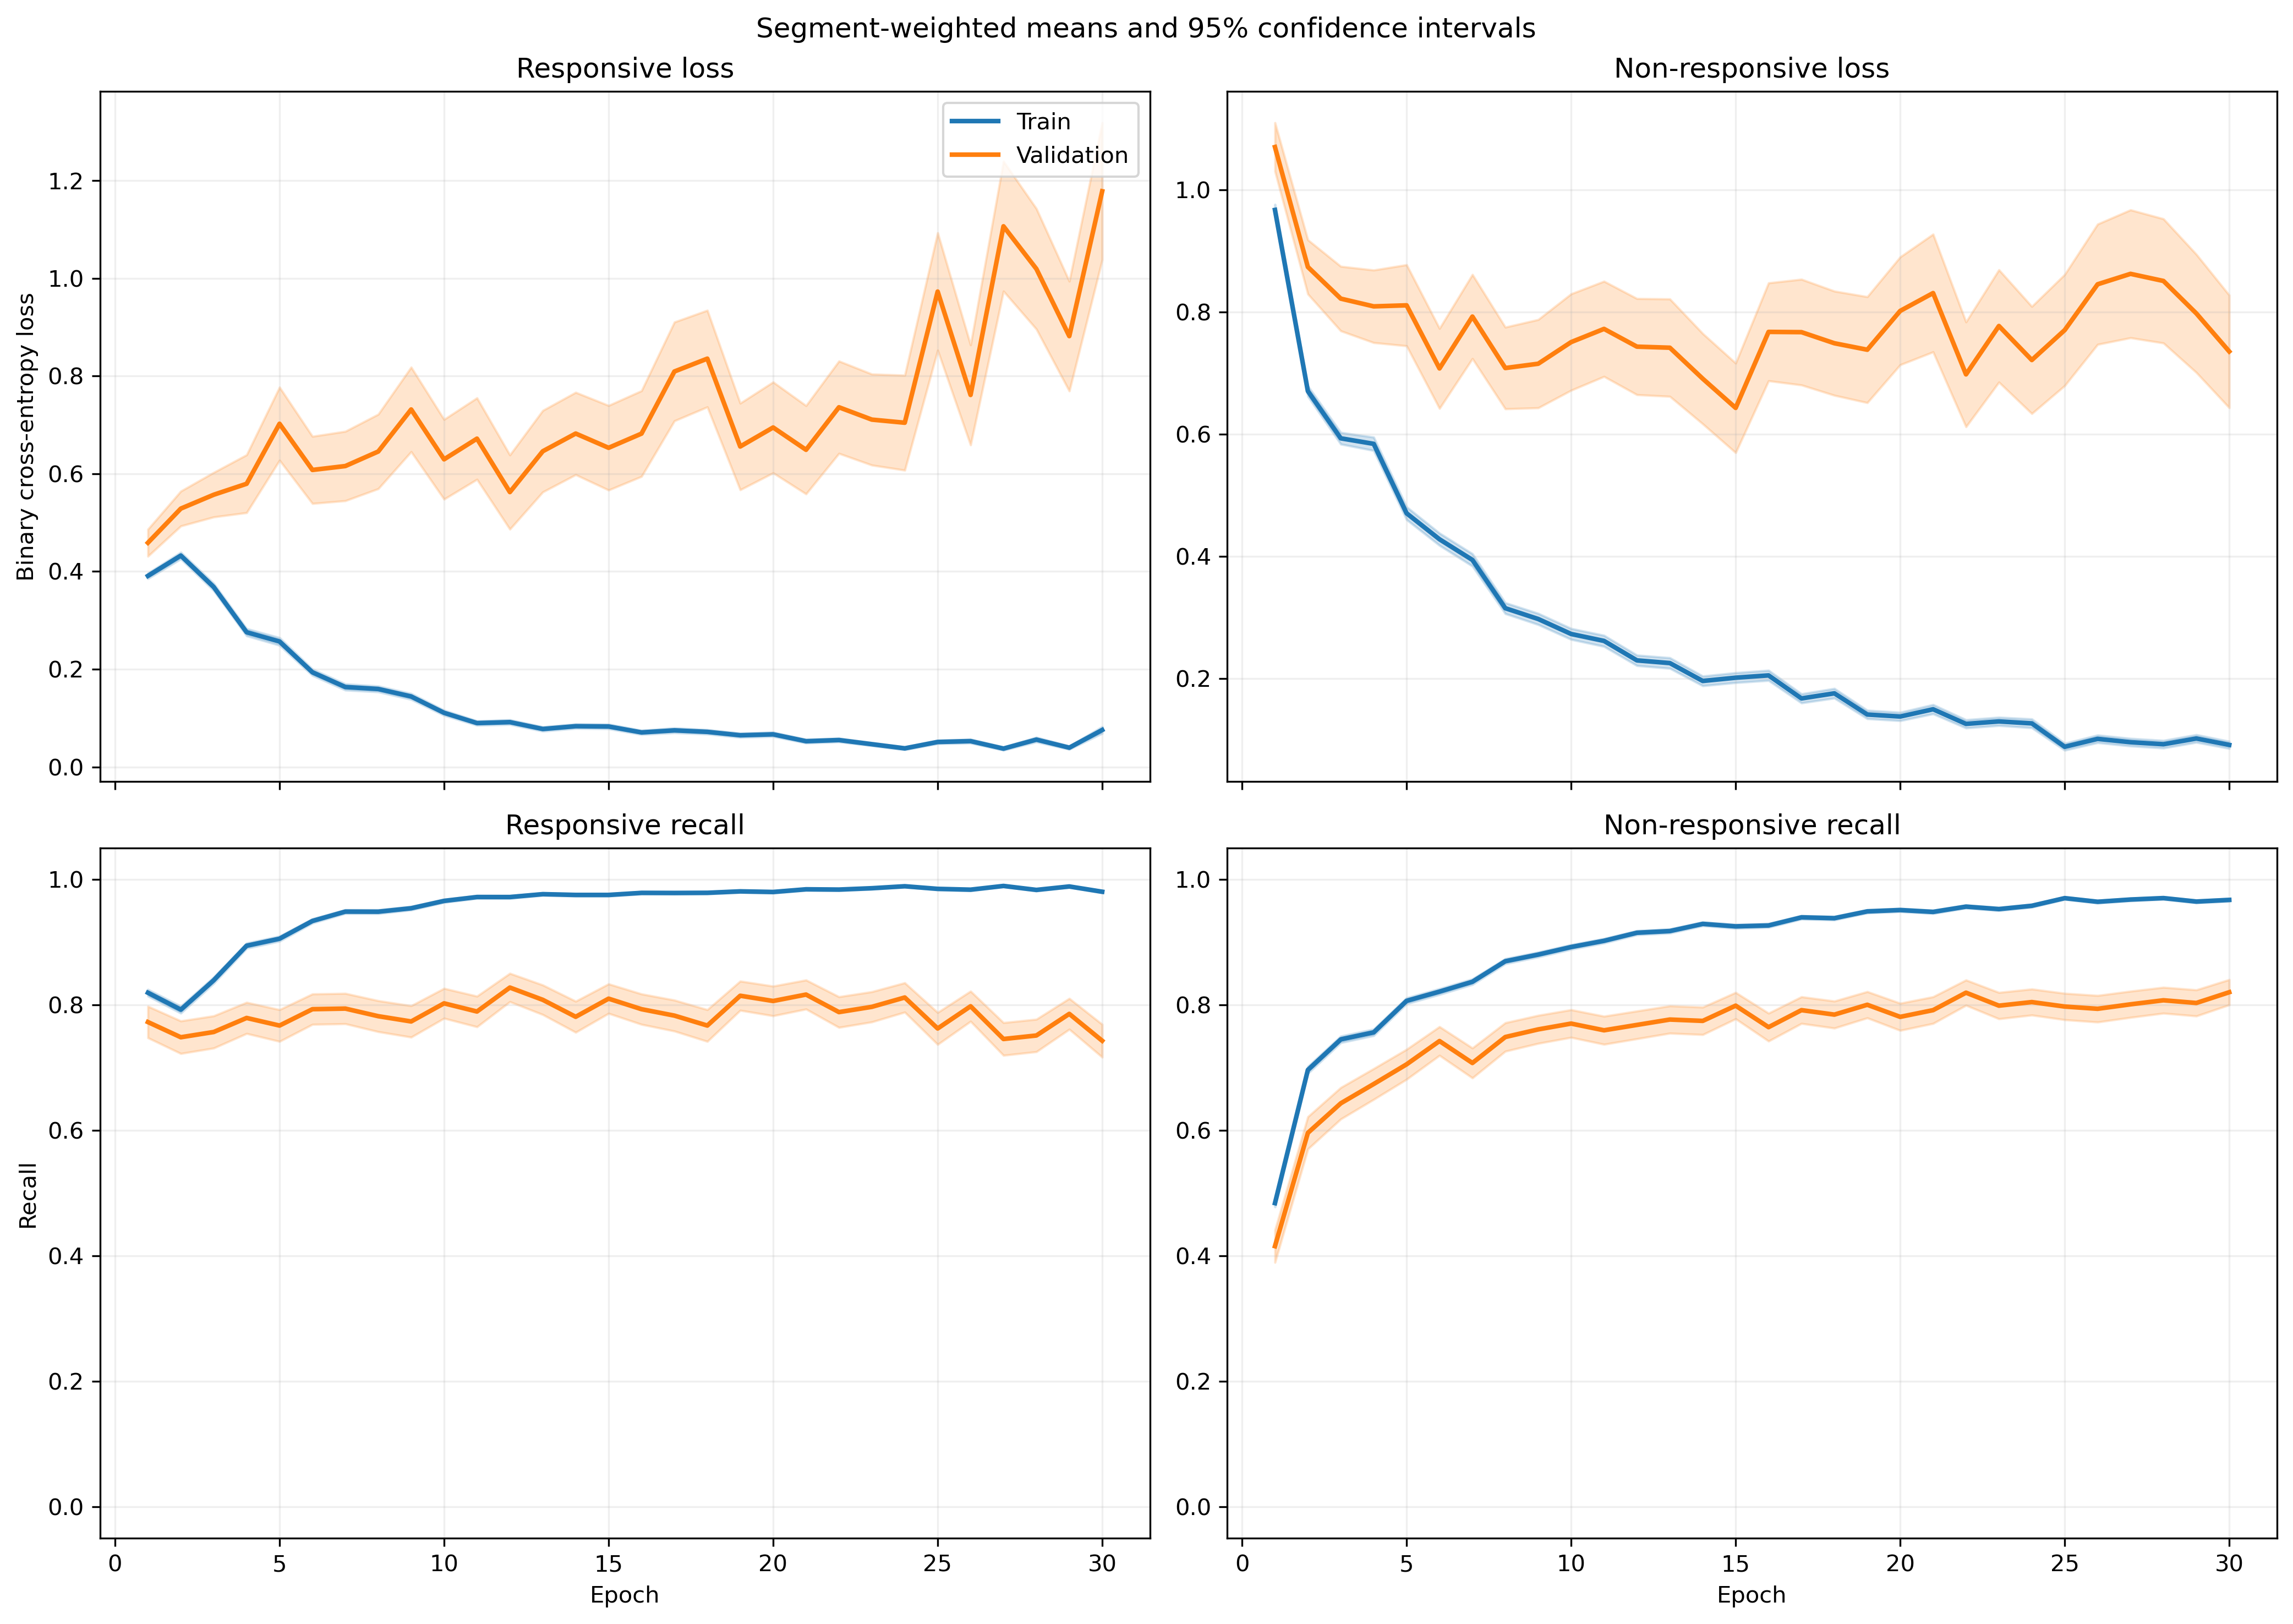 Segment-weighted means and 95% confidence intervals
Responsive loss
Non-responsive loss
Train
Validation
Binary cross-entropy loss
1.2
1.0
0.8
0.6
0.4
0.2
0.0
1.0
0.8
0.6
0.4
0.2
Responsive recall
Non-responsive recall
Recall
1.0
0.8
0.6
0.4
0.2
0.0
0 5 10 15 20 25 30
Epoch
1.0
0.8
0.6
0.4
0.2
0.0
0 5 10 15 20 25 30
Epoch